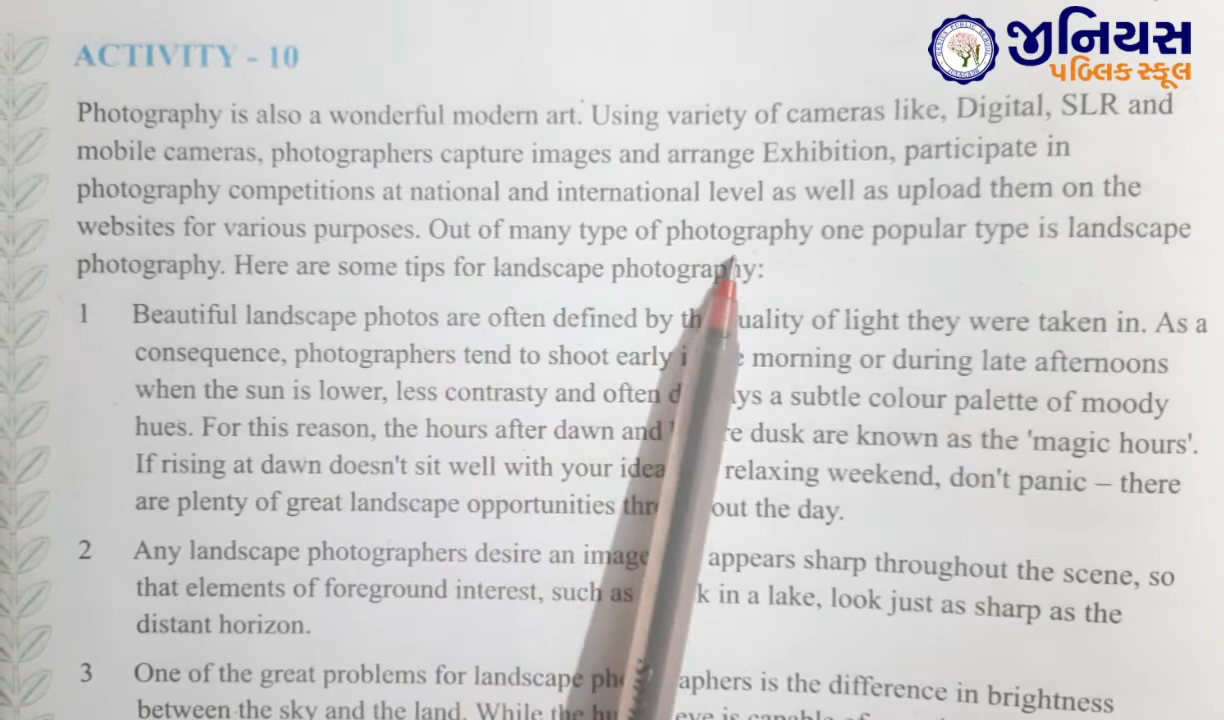 ACTIVITY - 10
જીનિયસ
પબ્લિક સ્કૂલ
Photography is also a wonderful modern art. Using variety of cameras like, Digital, SLR and
mobile cameras, photographers capture images and arrange Exhibition, participate in
photography competitions at national and international level as well as upload them on the
websites for various purposes. Out of many type of photography one popular type is landscape
photography. Here are some tips for landscape photography:
1 Beautiful landscape photos are often defined by th uality of light they were taken in. As a
consequence, photographers tend to shoot early morning or during late afternoons
when the sun is lower, less contrasty and often a subtle colour palette of moody
hues. For this reason, the hours after dawn and dusk are known as the 'magic hours'.
If rising at dawn doesn't sit well with your idea relaxing weekend, don't panic – there
are plenty of great landscape opportunities thr out the day.
2 Any landscape photographers desire an image appears sharp throughout the scene, so
that elements of foreground interest, such as k in a lake, look just as sharp as the
distant horizon.
3 One of the great problems for landscape ph aphers is the difference in brightness
between the sky and the land. While the